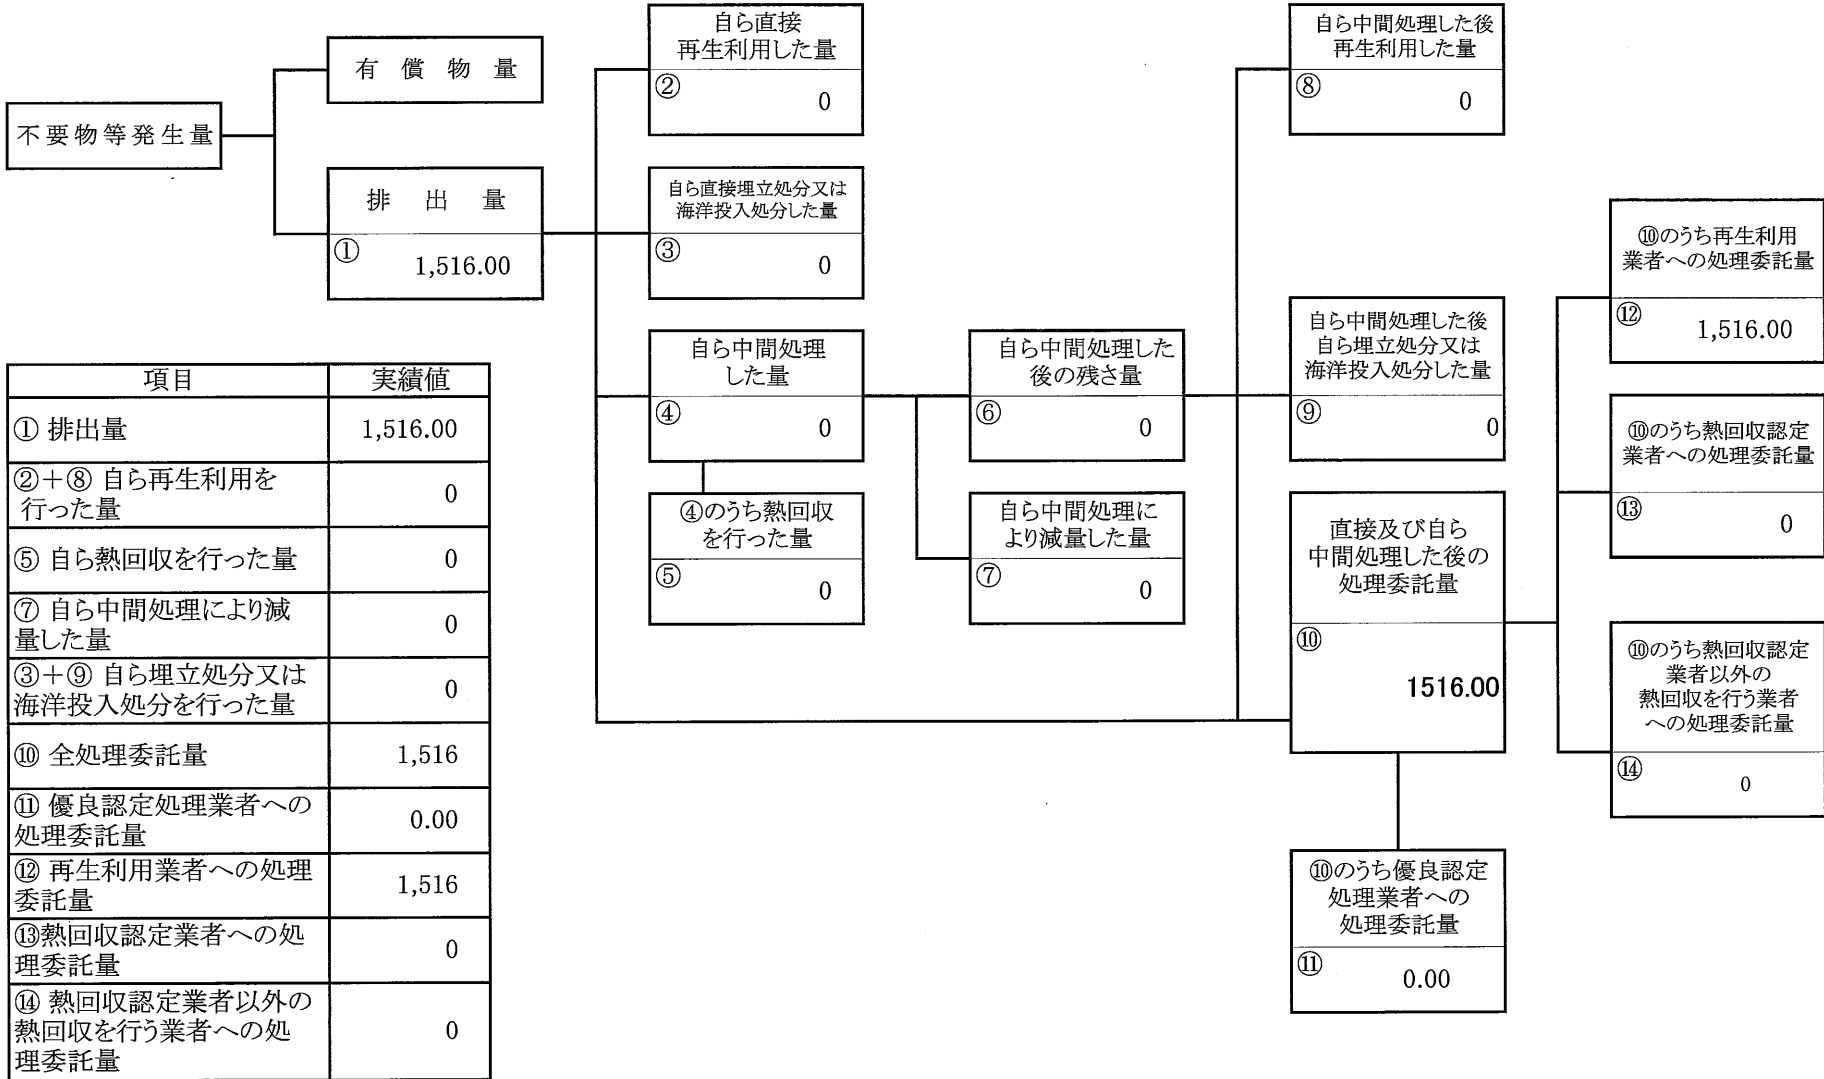 不要物等発生量
有償物量
排出量
①
1,516.00
自ら直接
再生利用した量
②
0
自ら直接埋立処分又は
海洋投入処分した量
③
0
自ら中間処理
した量
④
0
④のうち熱回収
を行った量
⑤
0
自ら中間処理した
後の残さ量
⑥
0
自ら中間処理に
より減量した量
⑦
0
自ら中間処理した後
再生利用した量
⑧
0
自ら中間処理した後
自ら埋立処分又は
海洋投入処分した量
⑨
0
直接及び自ら
中間処理した後の
処理委託量
⑩
1516.00
⑩のうち優良認定
処理業者への
処理委託量
⑪
0.00
⑩のうち再生利用
業者への処理委託量
⑫
1,516.00
⑩のうち熱回収認定
業者への処理委託量
⑬
0
⑩のうち熱回収認定
業者以外の
熱回収を行う業者
への処理委託量
⑭
0
項目 実績値
① 排出量 1,516.00
②+⑧ 自ら再生利用を
行った量 0
⑤ 自ら熱回収を行った量 0
⑦ 自ら中間処理により減
量した量 0
③+⑨ 自ら埋立処分又は
海洋投入処分を行った量 0
⑩ 全処理委託量 1,516
⑪ 優良認定処理業者への
処理委託量 0.00
⑫ 再生利用業者への処理
委託量 1,516
⑬熱回収認定業者への処
理委託量 0
⑭ 熱回収認定業者以外の
熱回収を行う業者への処
理委託量 0